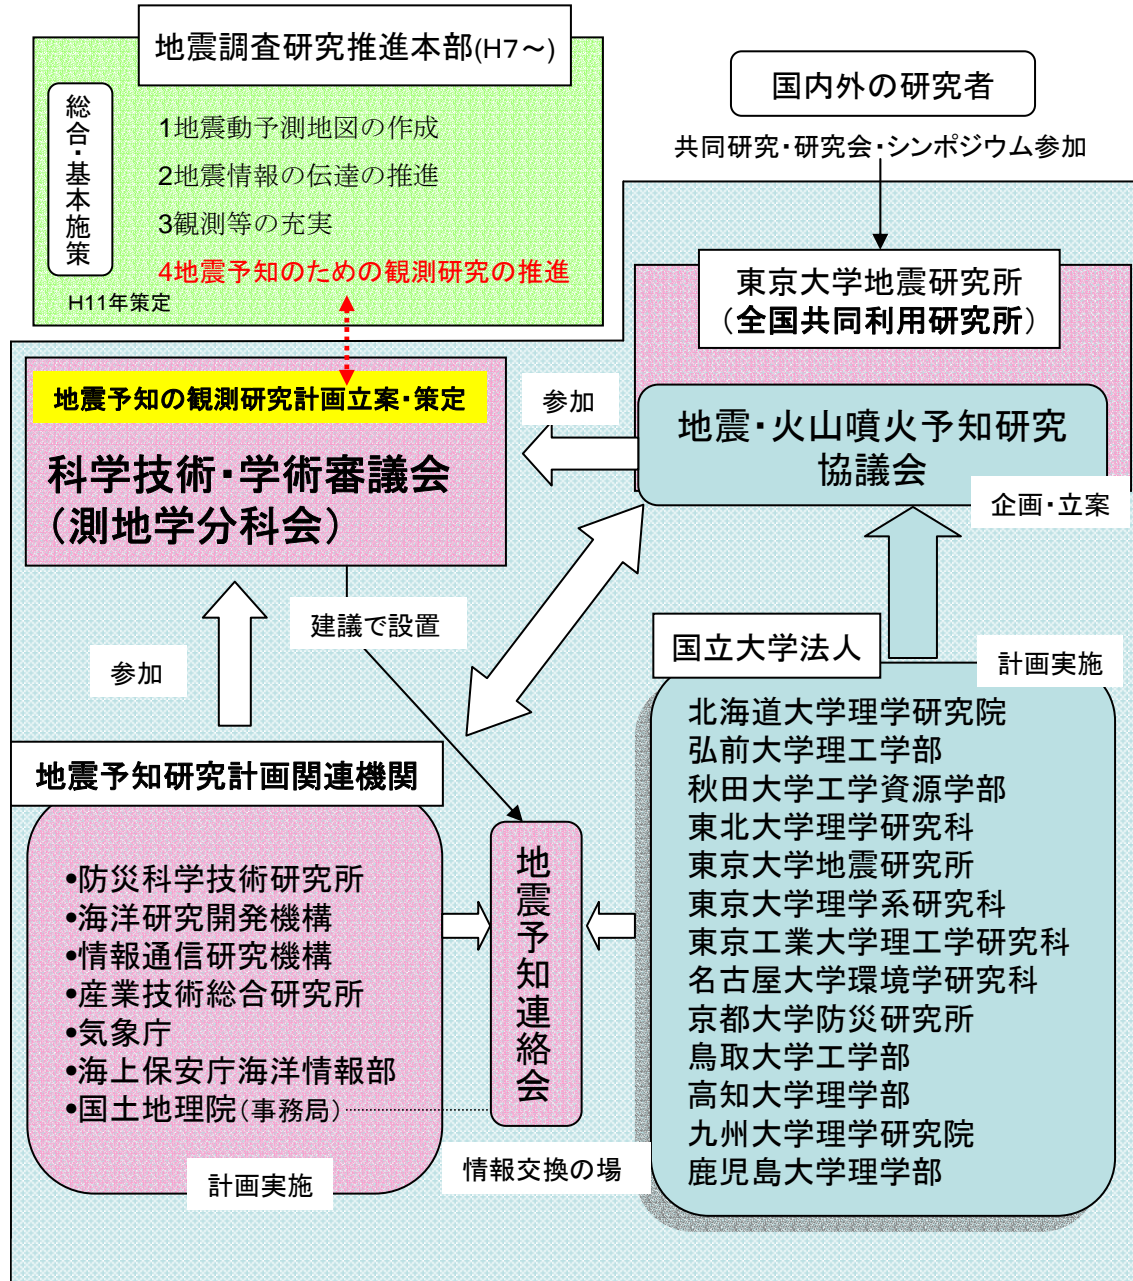 地震調査研究推進本部(H7～)
総合・基本施策
1地震動予測地図の作成
2地震情報の伝達の推進
3観測等の充実
4地震予知のための観測研究の推進
H11年策定
国内外の研究者
共同研究・研究会・シンポジウム参加
東京大学地震研究所
（全国共同利用研究所）
地震予知の観測研究計画立案・策定
科学技術・学術審議会
（測地学分科会）
参加
地震・火山噴火予知研究
協議会
企画・立案
建議で設置
参加
国立大学法人
計画実施
北海道大学理学研究院
弘前大学理工学部
秋田大学工学資源学部
東北大学理学研究科
東京大学地震研究所
東京大学理学系研究科
東京工業大学理工学研究科
名古屋大学環境学研究科
京都大学防災研究所
鳥取大学工学部
高知大学理学部
九州大学理学研究院
鹿児島大学理学部
地震予知研究計画関連機関
•防災科学技術研究所
•海洋研究開発機構
•情報通信研究機構
•産業技術総合研究所
•気象庁
•海上保安庁海洋情報部
•国土地理院（事務局）
計画実施
地震予知連絡会
情報交換の場